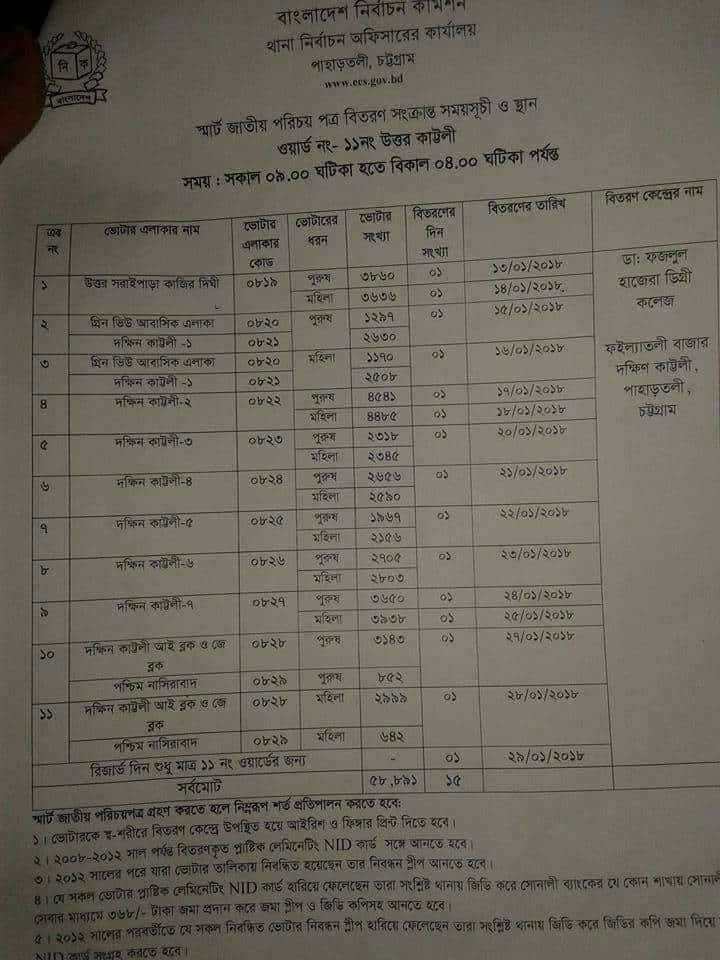 বাংলাদেশ নির্বাচন কমিশন
থানা নির্বাচন অফিসারের কার্যালয়
পাহাড়তলী, চট্টগ্রাম
www.ecs.gov.bd
নি ক
বাংলাদেশ
স্মার্ট জাতীয় পরিচয় পত্র বিতরণ সংক্রান্ত সময়সূচী ও স্থান
ওয়ার্ড নং- ১১নং উত্তর কাট্টলী
সময় : সকাল ০৯.০০ ঘটিকা হতে বিকাল ০৪.০০ ঘটিকা পর্যন্ত
ক্রঃ নং ভোটার এলাকার নাম ভোটার এলাকার কোড ভোটারের ধরন ভোটার সংখ্যা বিতরণের দিন সংখ্যা বিতরণের তারিখ বিতরণ কেন্দ্রের নাম
১ উত্তর সরাইপাড়া কাজির দিঘী ০৮১৯ পুরুষ ৩৮৬০ ০১ ১৩/০১/২০১৮
মহিলা ৩৬৩৬ ০১ ১৪/০১/২০১৮
২ গ্রিন ভিউ আবাসিক এলাকা ০৮২০ পুরুষ ১২৯৭ ০১ ১৫/০১/২০১৮
দক্ষিন কাট্টলী -১ ০৮২১ ২৬৩০
৩ গ্রিন ভিউ আবাসিক এলাকা ০৮২০ মহিলা ১১৭০ ০১ ১৬/০১/২০১৮
দক্ষিন কাট্টলী -১ ০৮২১ ২৫০৮
৪ দক্ষিন কাট্টলী-২ ০৮২২ পুরুষ ৪৫৪১ ০১ ১৭/০১/২০১৮
মহিলা ৪৪৮৫ ০১ ১৮/০১/২০১৮
৫ দক্ষিন কাট্টলী-৩ ০৮২৩ পুরুষ ২৩১৮ ০১ ২০/০১/২০১৮
মহিলা ২৩৪৫
৬ দক্ষিন কাট্টলী-৪ ০৮২৪ পুরুষ ২৬৫৬ ০১ ২১/০১/২০১৮
মহিলা ২৫৯০
৭ দক্ষিন কাট্টলী-৫ ০৮২৫ পুরুষ ১৯৬৭ ০১ ২২/০১/২০১৮
মহিলা ২১৫৬
৮ দক্ষিন কাট্টলী-৬ ০৮২৬ পুরুষ ২৭০৫ ০১ ২৩/০১/২০১৮
মহিলা ২৮০৩
৯ দক্ষিন কাট্টলী-৭ ০৮২৭ পুরুষ ৩৬৫০ ০১ ২৪/০১/২০১৮
মহিলা ৩৯৩৮ ০১ ২৫/০১/২০১৮
১০ দক্ষিন কাট্টলী আই ব্লক ও জে ব্লক ০৮২৮ পুরুষ ৩১৪৩ ০১ ২৭/০১/২০১৮
পশ্চিম নাসিরাবাদ ০৮২৯ পুরুষ ৮৫২
১১ দক্ষিন কাট্টলী আই ব্লক ও জে ব্লক ০৮২৮ মহিলা ২৯৯৯ ০১ ২৮/০১/২০১৮
পশ্চিম নাসিরাবাদ ০৮২৯ মহিলা ৬৪২
রিজার্ভ দিন শুধু মাত্র ১১ নং ওয়ার্ডের জন্য - ০১ ২৯/০১/২০১৮
সর্বমোট ৫৮,৮৯১ ১৫
ডা: ফজলুল
হাজেরা ডিগ্রী
কলেজ
ফইল্যাতলী বাজার
দক্ষিণ কাট্টলী,
পাহাড়তলী,
চট্টগ্রাম
স্মার্ট জাতীয় পরিচয়পত্র গ্রহণ করতে হলে নিম্নরূপ শর্ত প্রতিপালন করতে হবে:
১। ভোটারকে স্ব-শরীরে বিতরণ কেন্দ্রে উপস্থিত হয়ে আইরিশ ও ফিঙ্গার প্রিন্ট দিতে হবে।
২। ২০০৮-২০১২ সাল পর্যন্ত বিতরণকৃত প্লাষ্টিক লেমিনেটিং NID কার্ড সঙ্গে আনতে হবে।
৩। ২০১২ সালের পরে যারা ভোটার তালিকায় নিবন্ধিত হয়েছেন তার নিবন্ধন স্লীপ আনতে হবে।
৪। যে সকল ভোটার প্লাষ্টিক লেমিনেটিং NID কার্ড হারিয়ে ফেলেছেন তারা সংশ্লিষ্ট থানায় জিডি করে সোনালী ব্যাংকের যে কোন শাখায় সোনালী
সেবার মাধ্যমে ৩৬৮/- টাকা জমা প্রদান করে জমা স্লীপ ও জিডি কপিসহ আনতে হবে।
৫। ২০১২ সালের পরবর্তীতে যে সকল নিবন্ধিত ভোটার নিবন্ধন স্লীপ হারিয়ে ফেলেছেন তারা সংশ্লিষ্ট থানায় জিডি করে জিডির কপি জমা দিয়ে
NID কার্ড সংগ্রহ করতে হবে।